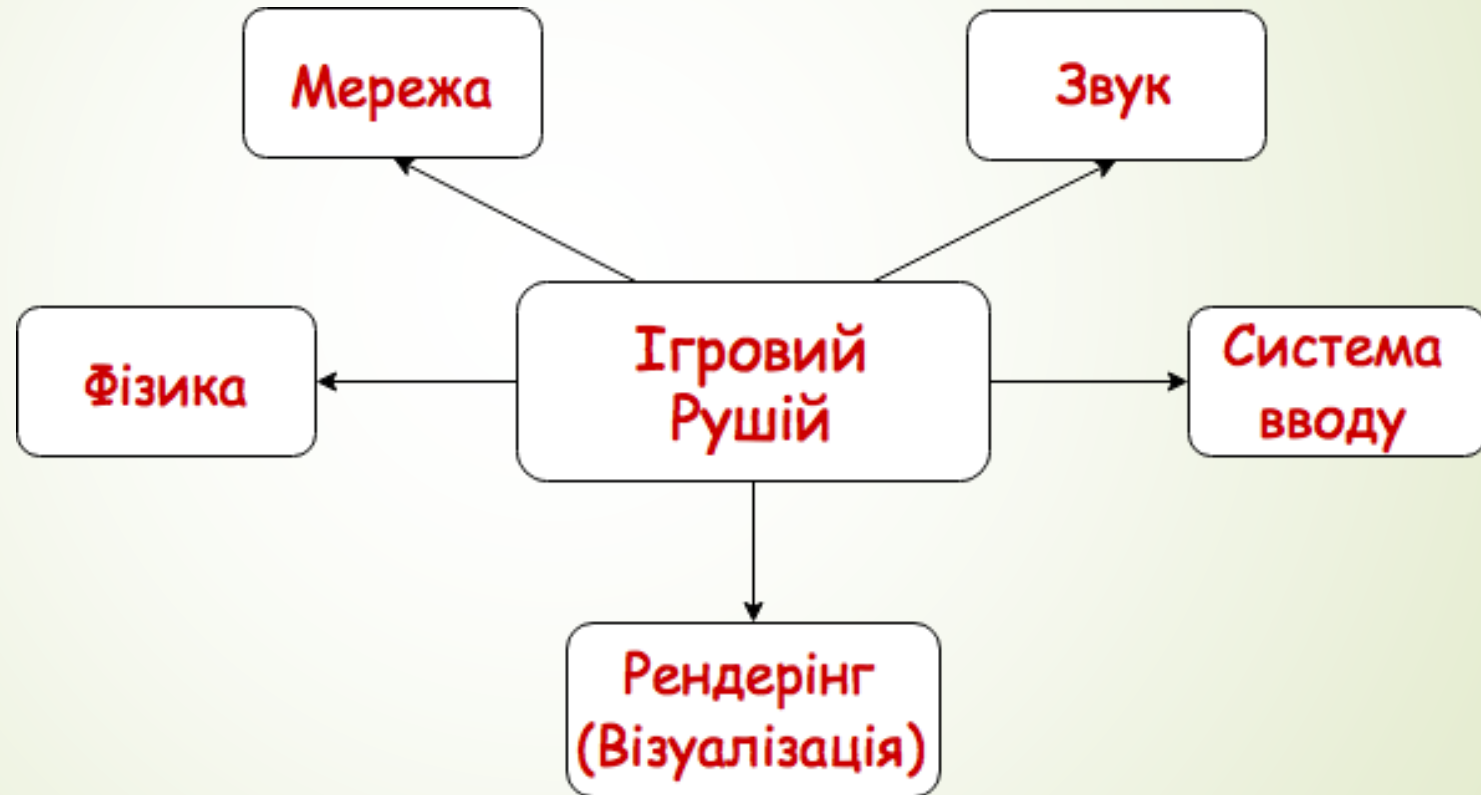 Мережа
Звук
Фізика
Ігровий
Рушій
Система
вводу
Рендерінг
(Візуалізація)